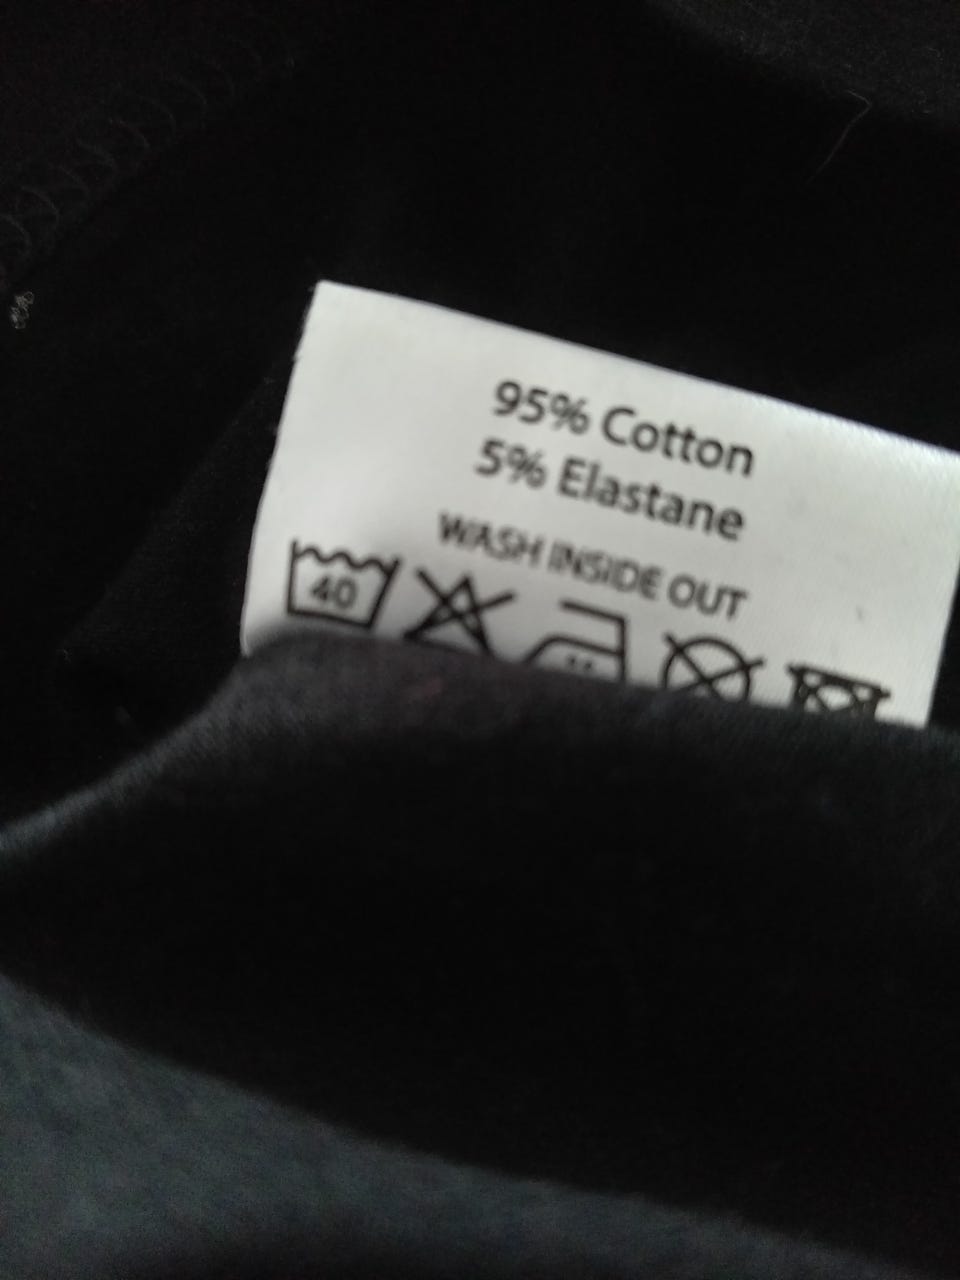 95% Cotton
5% Elastane
WASH INSIDE OUT
40